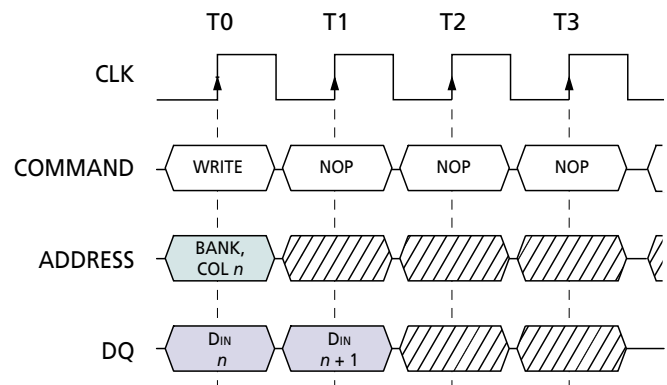 T0 T1 T2 T3
CLK
COMMAND WRITE NOP NOP NOP
ADDRESS BANK,
COL n
DQ DIN DIN
n n + 1